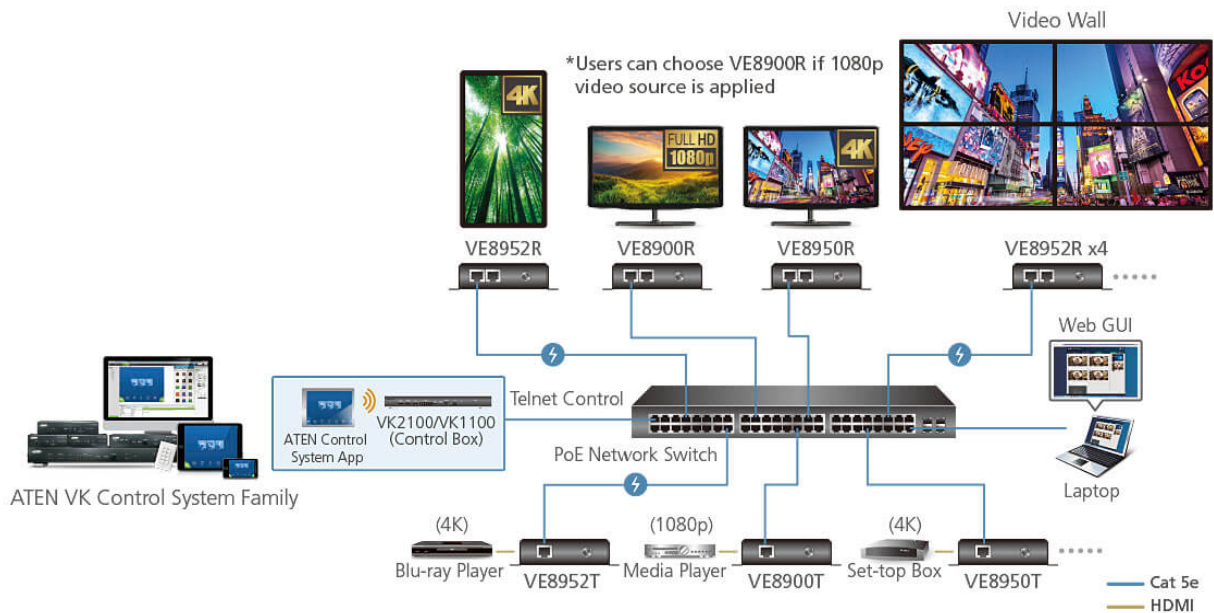 Video Wall
*Users can choose VE8900R if 1080p
video source is applied
4K
FULL HD
1080p
4K
VE8952R
VE8900R
VE8950R
VE8952R x4
Web GUI
Telnet Control
ATEN Control
System App
VK2100/VK1100
(Control Box)
PoE Network Switch
Laptop
ATEN VK Control System Family
(4K)
(1080p)
(4K)
Blu-ray Player
VE8952T
Media Player
VE8900T
Set-top Box
VE8950T
Cat 5e
HDMI